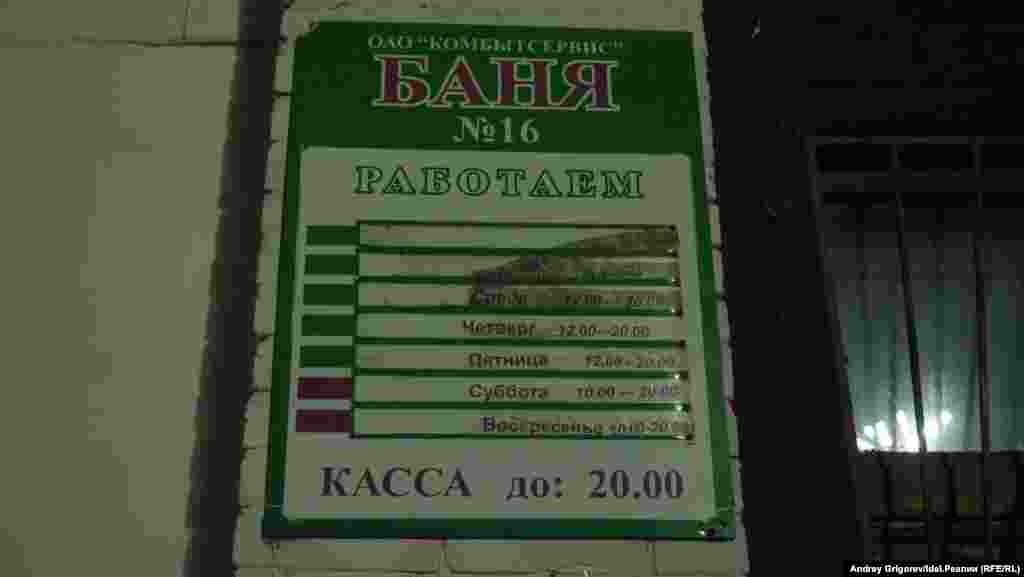 ОАО "КОМБЫТСЕРВИС"
БАНЯ
№16
РАБОТАЕМ
Среда 12.00-20.00
Четверг 12.00-20.00
Пятница 12.00-20.00
Суббота 10.00 - 20.00
Воскресенье
КАССА до: 20.00
Andrey Grigorev/Idel.Реалии (RFE/RL)